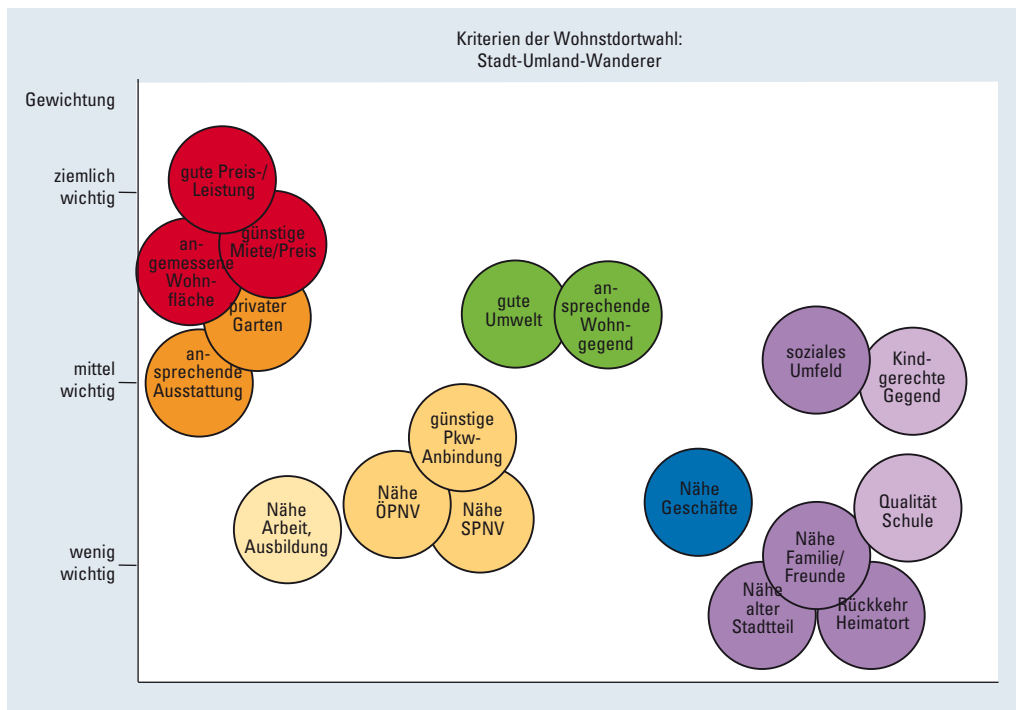 Kriterien der Wohnstdortwahl:
Stadt-Umland-Wanderer
Gewichtung
ziemlich
wichtig
mittel
wichtig
wenig
wichtig
gute Preis-/
Leistung
günstige
Miete/Preis
an-
gemessene
Wohn-
fläche
privater
Garten
an-
sprechende
Ausstattung
gute
Umwelt
an-
sprechende
Wohn-
gegend
soziales
Umfeld
Kind-
gerechte
Gegend
günstige
Pkw-
Anbindung
Nähe
ÖPNV
Nähe
SPNV
Nähe
Arbeit,
Ausbildung
Nähe
Geschäfte
Qualität
Schule
Nähe
Familie/
Freunde
Nähe
alter
Stadtteil
Rückkehr
Heimatort